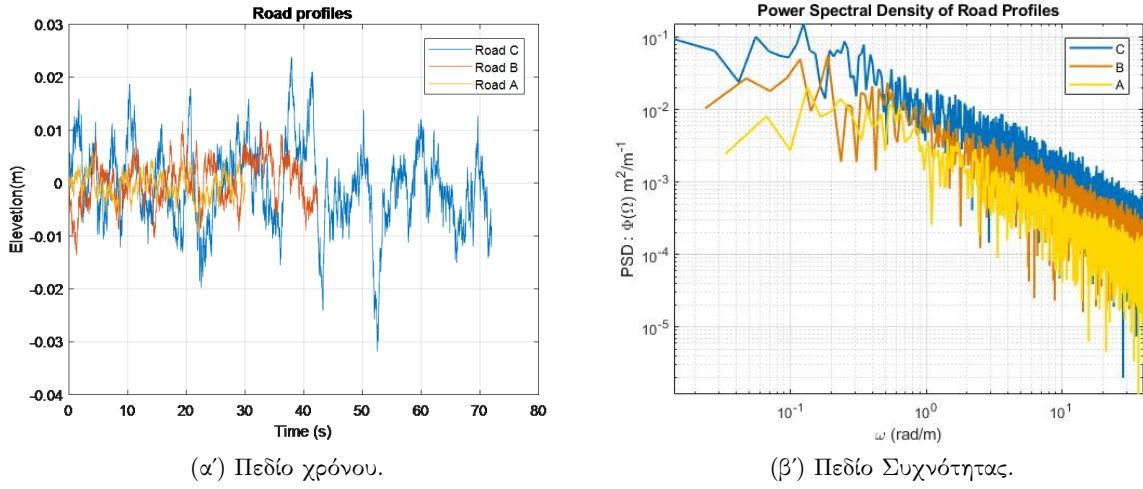 Road profiles
0.03
0.02
0.01
0
-0.01
-0.02
-0.03
-0.04
Elevetion(m)
Road C
Road B
Road A
0 10 20 30 40 50 60 70 80
Time (s)
(α΄) Πεδίο χρόνου.
Power Spectral Density of Road Profiles
10⁻¹
10⁻²
10⁻³
10⁻⁴
10⁻⁵
PSD: Φ(Ω) m²/m⁻¹
C
B
A
10⁻¹ 10⁰ 10¹
ω (rad/m)
(β΄) Πεδίο Συχνότητας.